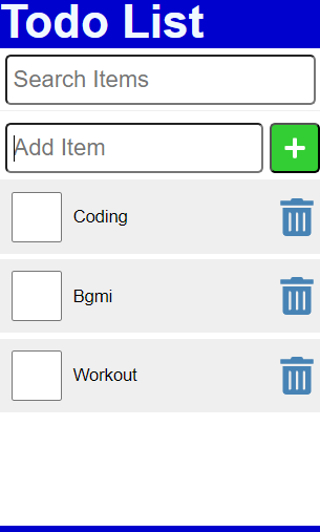 Todo List
Search Items
Add Item
Coding
Bgmi
Workout